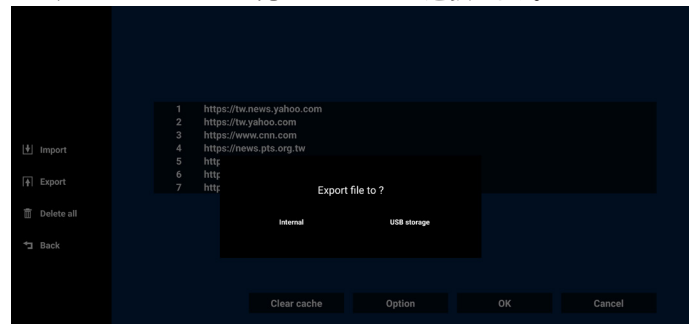 1 https://tw.news.yahoo.com
2 https://tw.yahoo.com
3 https://www.cnn.com
4 https://news.pts.org.tw
5 http
6 http
7 http
Import
Export
Delete all
Back
Export file to ?
Internal USB storage
Clear cache Option OK Cancel